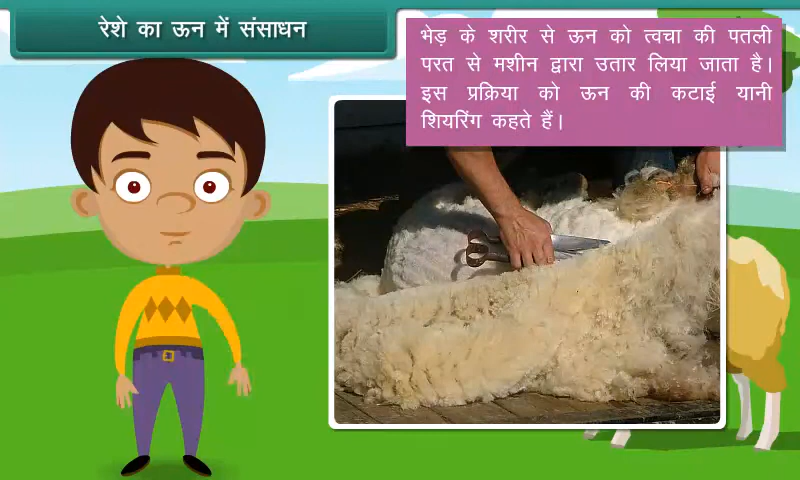 रेशे का ऊन में संसाधन
भेड़ के शरीर से ऊन को त्वचा की पतली
परत से मशीन द्वारा उतार लिया जाता है।
इस प्रक्रिया को ऊन की कटाई यानी
शियरिंग कहते हैं।